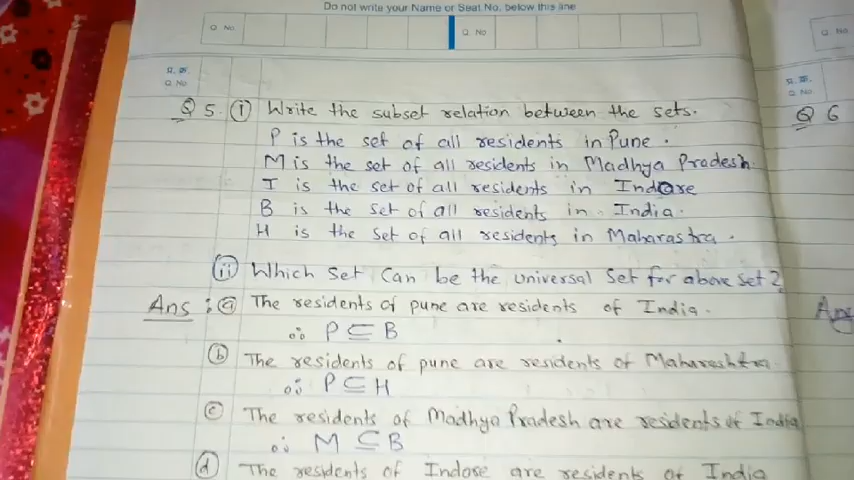 Do not write your Name or Seat No. below this line
Q No. Q No Q No
प्र. क्र. Q No
प्र. क्र. Q No
Q 5. (i) Write the subset relation between the sets.
Q 6
P is the set of all residents in Pune.
M is the set of all residents in Madhya Pradesh
I is the set of all residents in Indore
B is the set of all residents in India.
H is the set of all residents in Maharastra.
(ii) Which Set Can be the universal Set for above set?
Ans : (a) The residents of pune are residents of India.
Ans
∴ P ⊆ B
(b) The residents of pune are residents of Maharashtra.
∴ P ⊆ H
(c) The residents of Madhya Pradesh are residents of India
∴ M ⊆ B
(d) The residents of Indore are residents of India